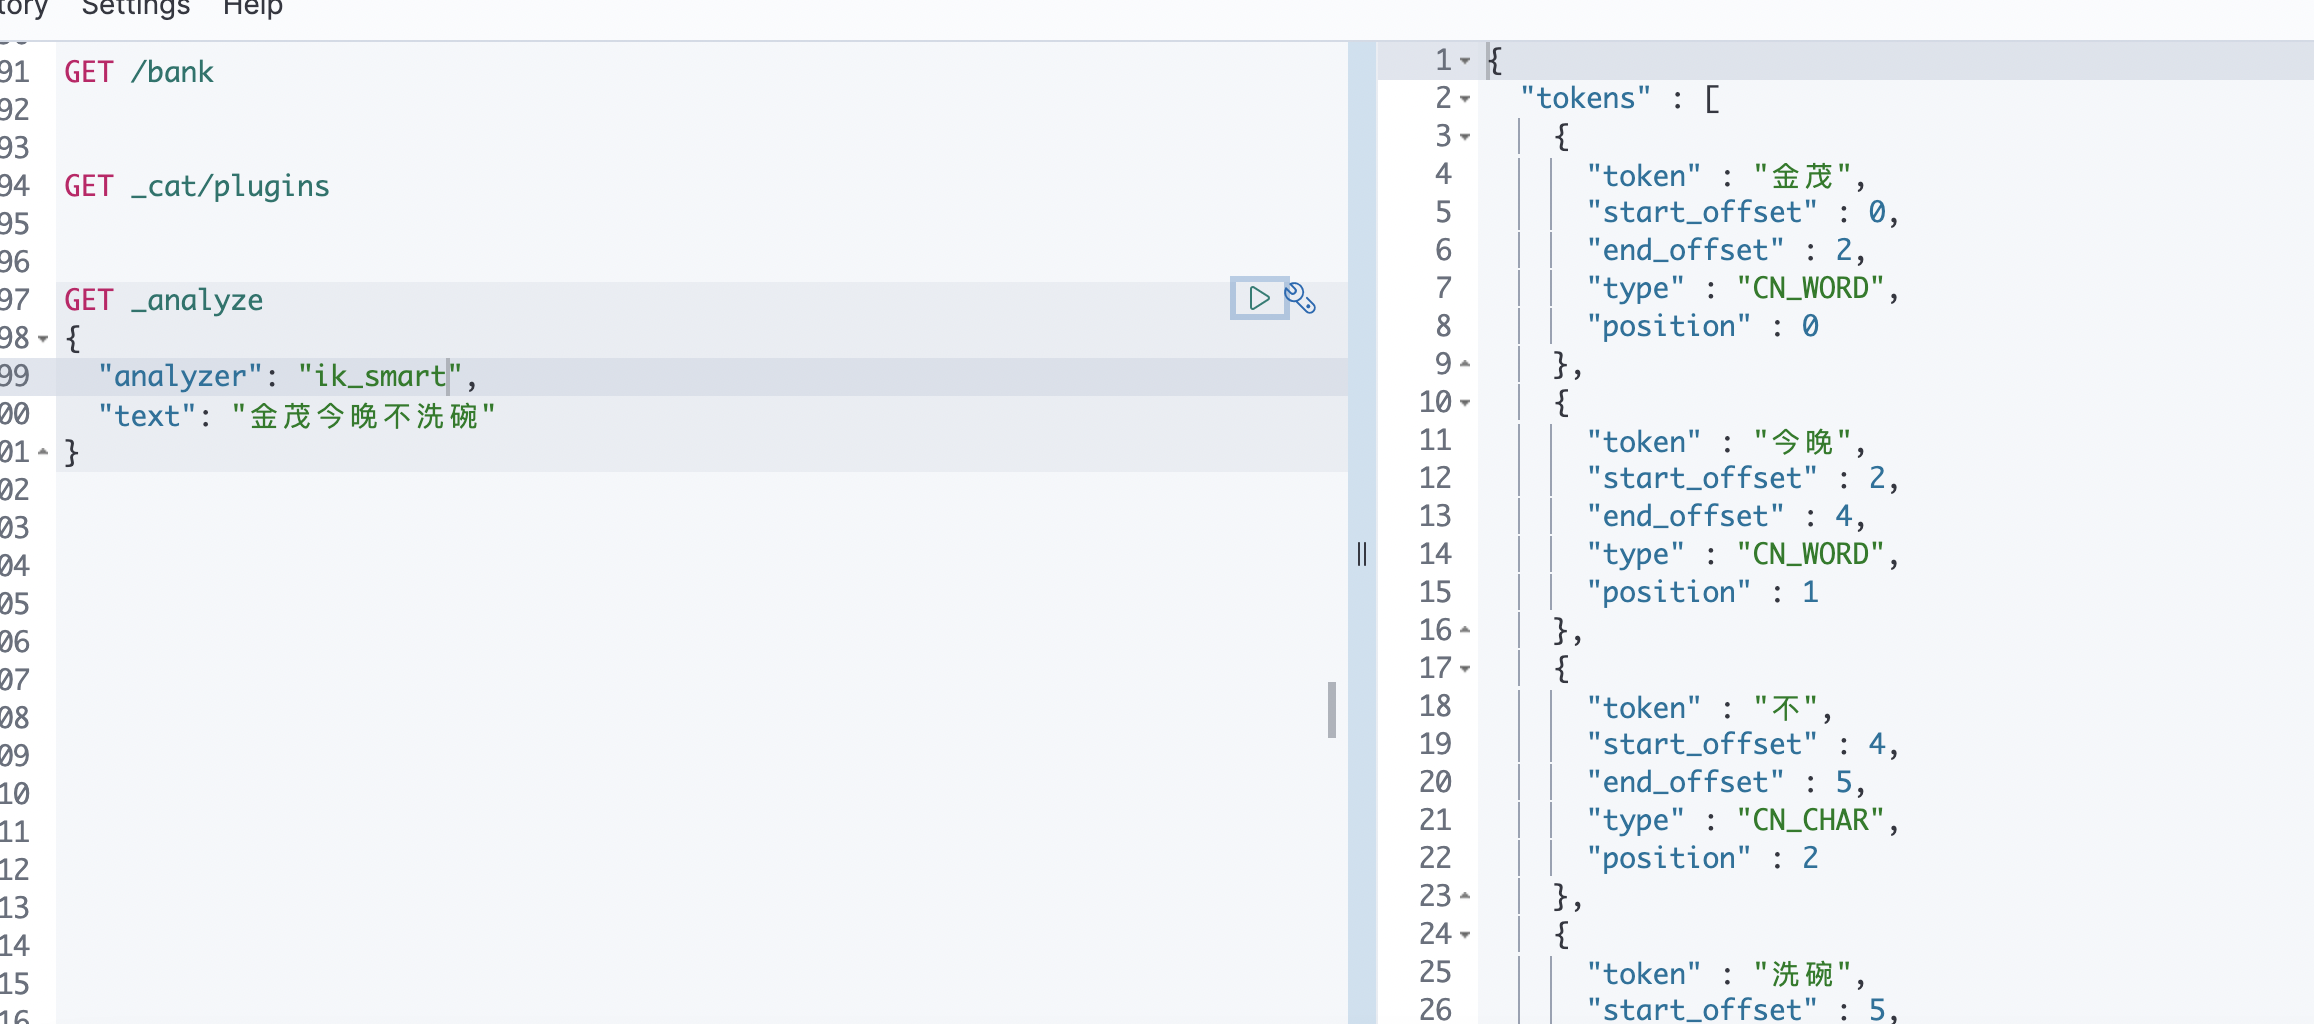 Settings Help
91 GET /bank
92
93
94 GET _cat/plugins
95
96
97 GET _analyze
98 {
99 "analyzer": "ik_smart",
00 "text": "金茂今晚不洗碗"
01 }
02
03
04
05
06
07
08
09
10
11
12
13
14
15
16
1 {
2 "tokens" : [
3 {
4 "token" : "金茂",
5 "start_offset" : 0,
6 "end_offset" : 2,
7 "type" : "CN_WORD",
8 "position" : 0
9 },
10 {
11 "token" : "今晚",
12 "start_offset" : 2,
13 "end_offset" : 4,
14 "type" : "CN_WORD",
15 "position" : 1
16 },
17 {
18 "token" : "不",
19 "start_offset" : 4,
20 "end_offset" : 5,
21 "type" : "CN_CHAR",
22 "position" : 2
23 },
24 {
25 "token" : "洗碗",
26 "start_offset" : 5,